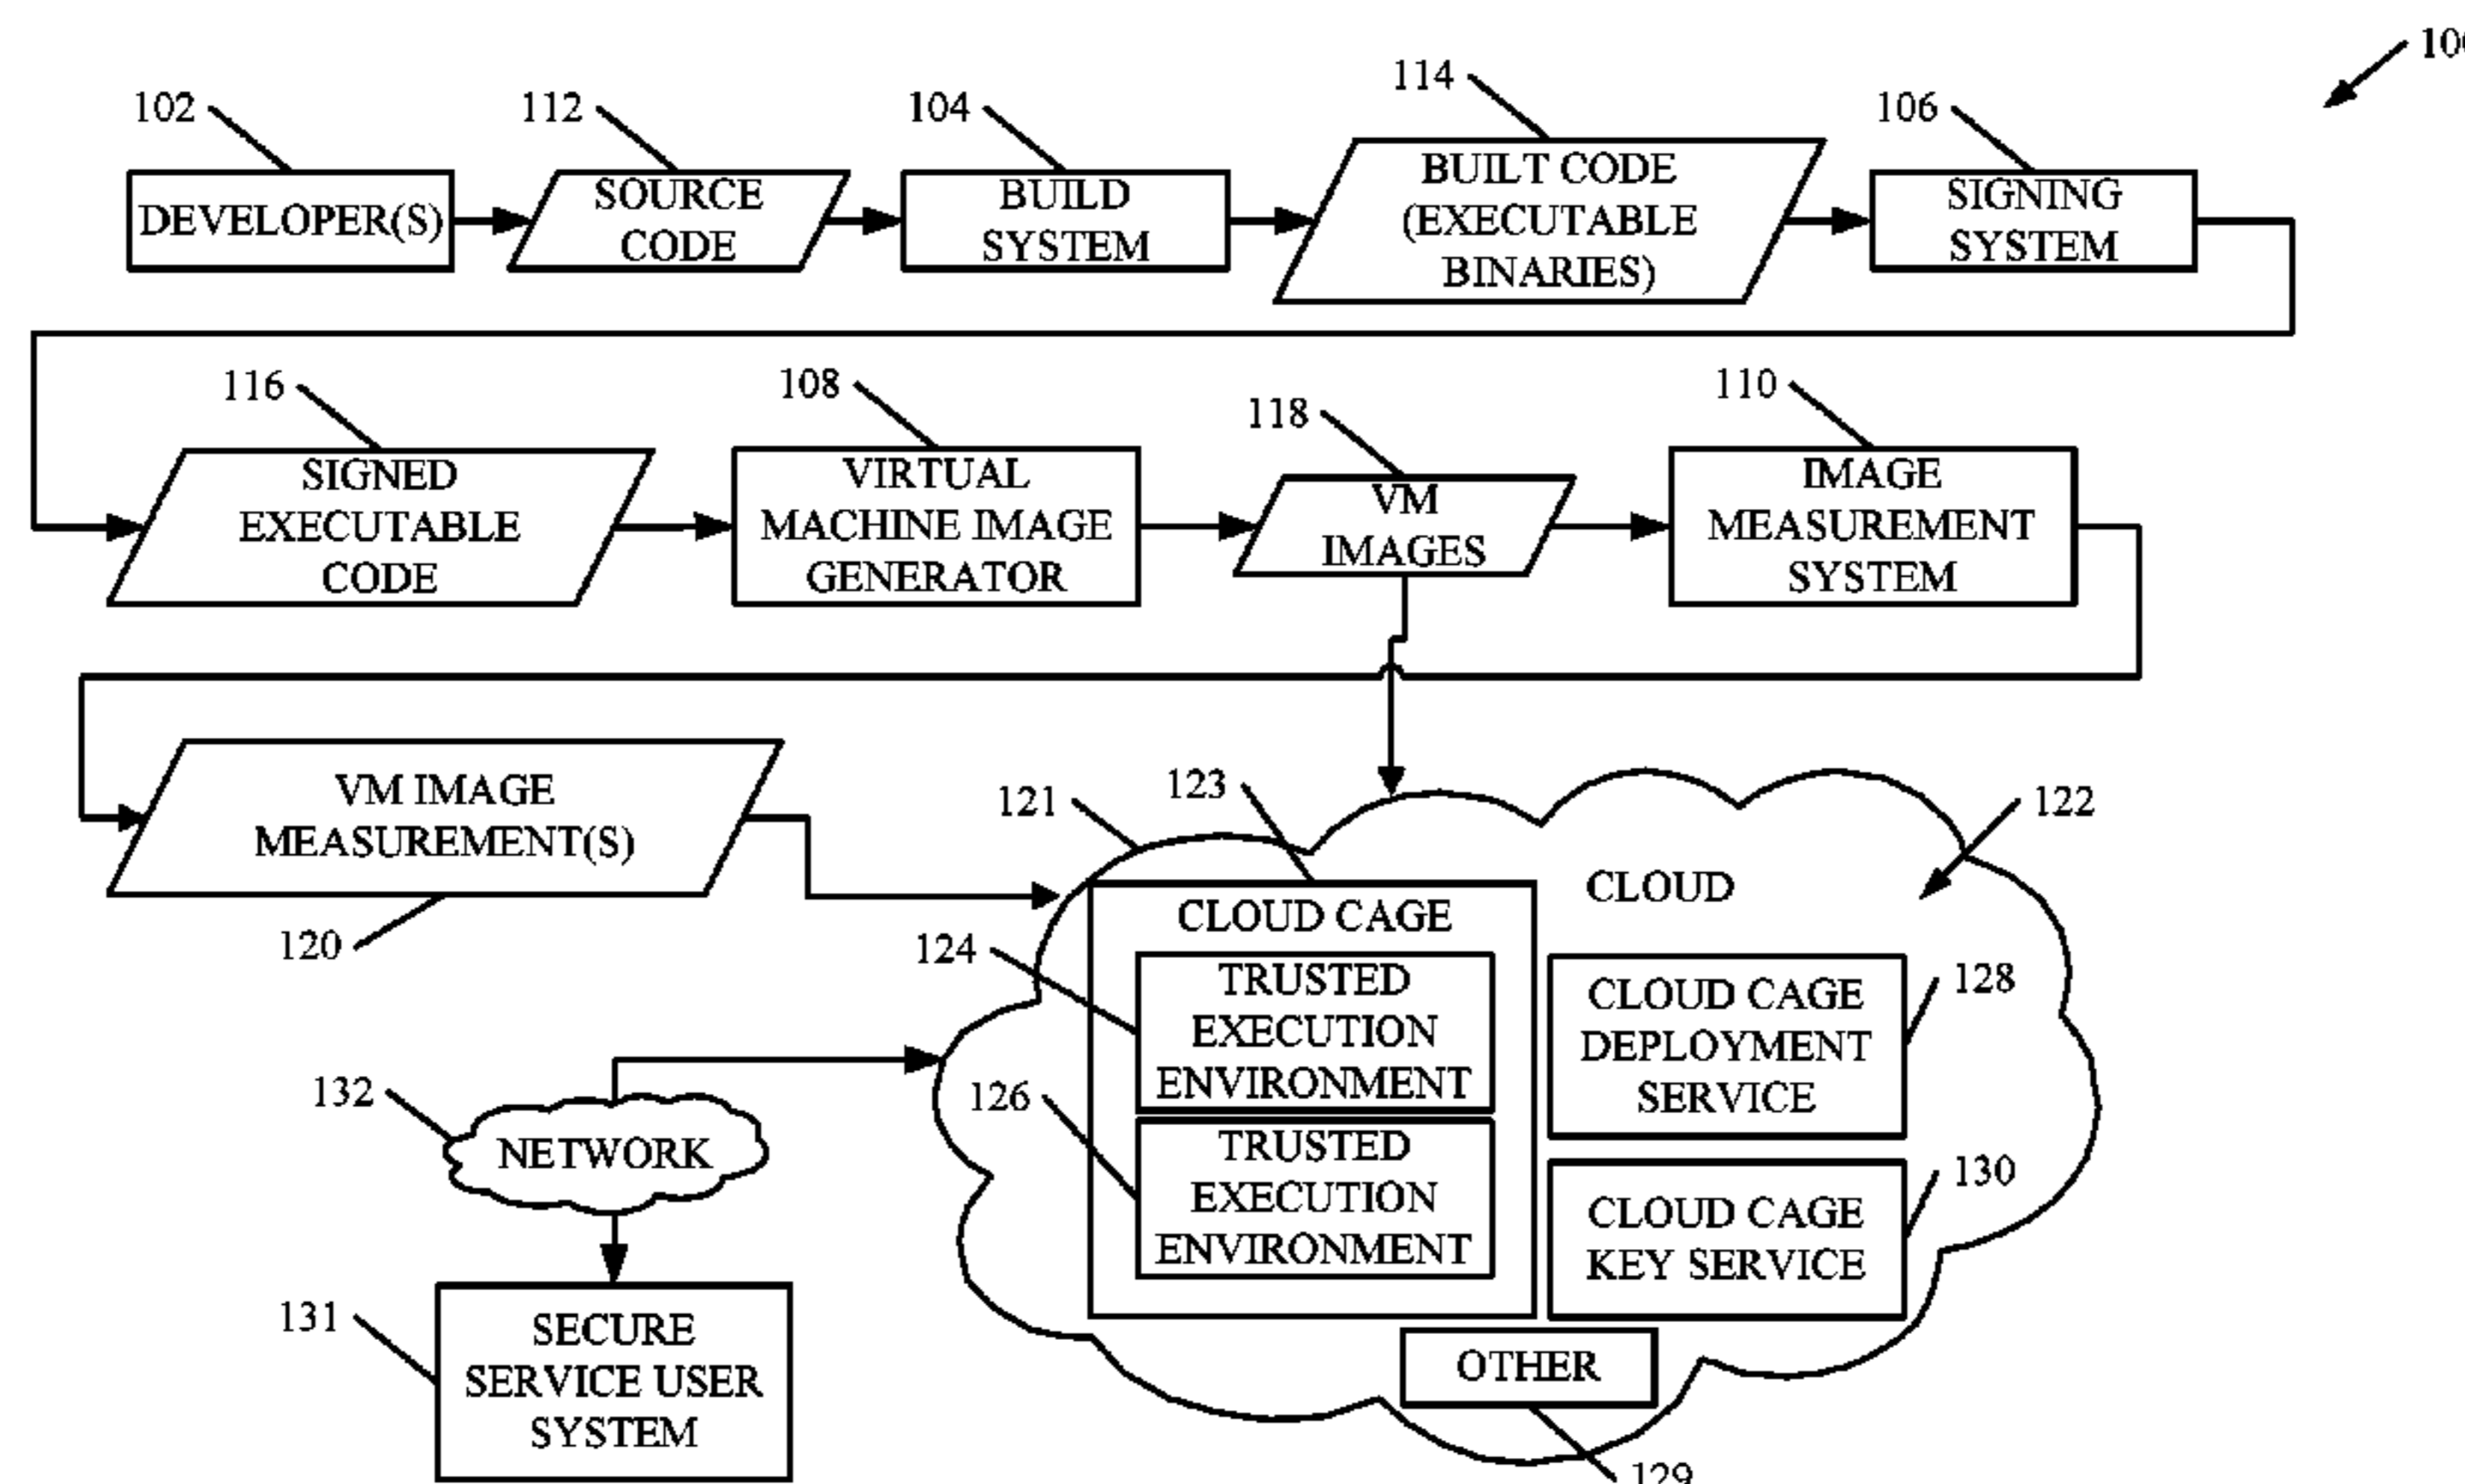 100
102
112
104
114
106
DEVELOPER(S)
SOURCE
CODE
BUILD
SYSTEM
BUILT CODE
(EXECUTABLE
BINARIES)
SIGNING
SYSTEM
116
108
118
110
SIGNED
EXECUTABLE
CODE
VIRTUAL
MACHINE IMAGE
GENERATOR
VM
IMAGES
IMAGE
MEASUREMENT
SYSTEM
VM IMAGE
MEASUREMENT(S)
120
121
123
122
CLOUD
CLOUD CAGE
124
TRUSTED
EXECUTION
ENVIRONMENT
126
TRUSTED
EXECUTION
ENVIRONMENT
CLOUD CAGE
DEPLOYMENT
SERVICE
128
CLOUD CAGE
KEY SERVICE
130
OTHER
129
132
NETWORK
131
SECURE
SERVICE USER
SYSTEM